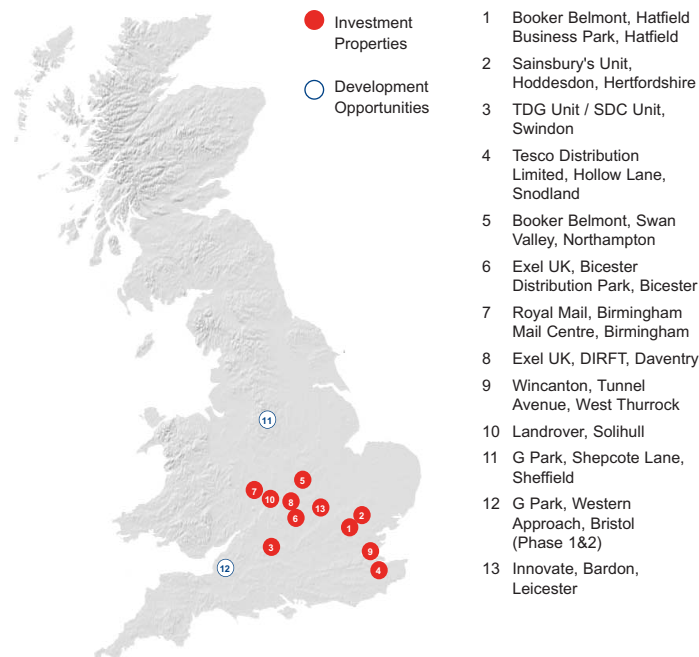 Investment
Properties
Development
Opportunities
1 Booker Belmont, Hatfield
Business Park, Hatfield
2 Sainsbury's Unit,
Hoddesdon, Hertfordshire
3 TDG Unit / SDC Unit,
Swindon
4 Tesco Distribution
Limited, Hollow Lane,
Snodland
5 Booker Belmont, Swan
Valley, Northampton
6 Exel UK, Bicester
Distribution Park, Bicester
7 Royal Mail, Birmingham
Mail Centre, Birmingham
8 Exel UK, DIRFT, Daventry
9 Wincanton, Tunnel
Avenue, West Thurrock
10 Landrover, Solihull
11 G Park, Shepcote Lane,
Sheffield
12 G Park, Western
Approach, Bristol
(Phase 1&2)
13 Innovate, Bardon,
Leicester
11
5
7
10
8
13
6
2
1
3
9
12
4